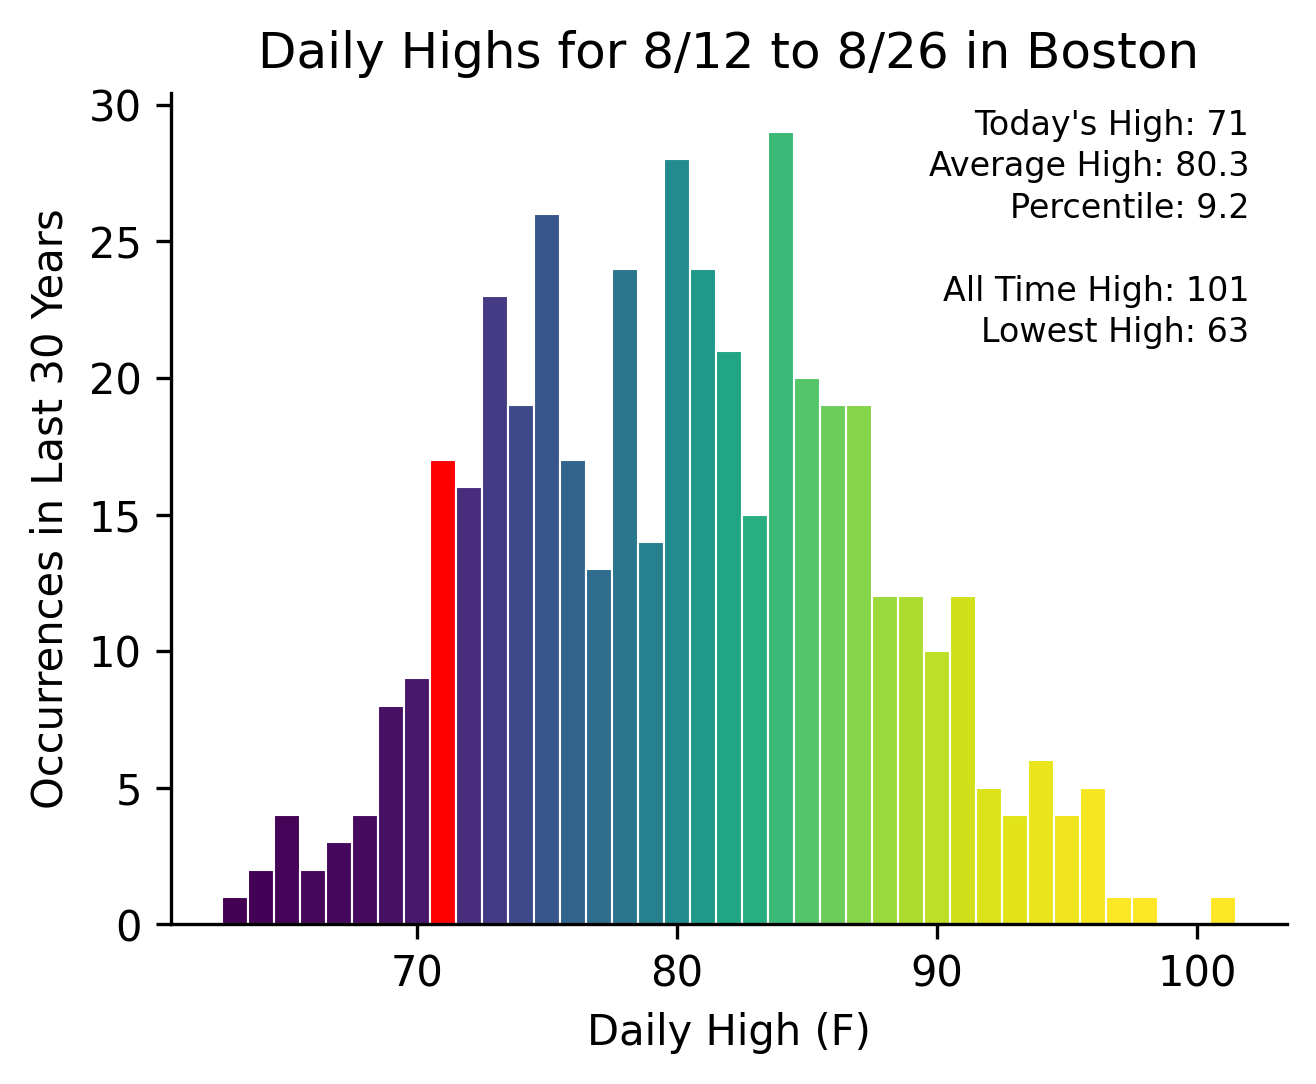 Daily Highs for 8/12 to 8/26 in Boston
Today's High: 71
Average High: 80.3
Percentile: 9.2
All Time High: 101
Lowest High: 63
Occurrences in Last 30 Years
30
25
20
15
10
5
0
70 80 90 100
Daily High (F)